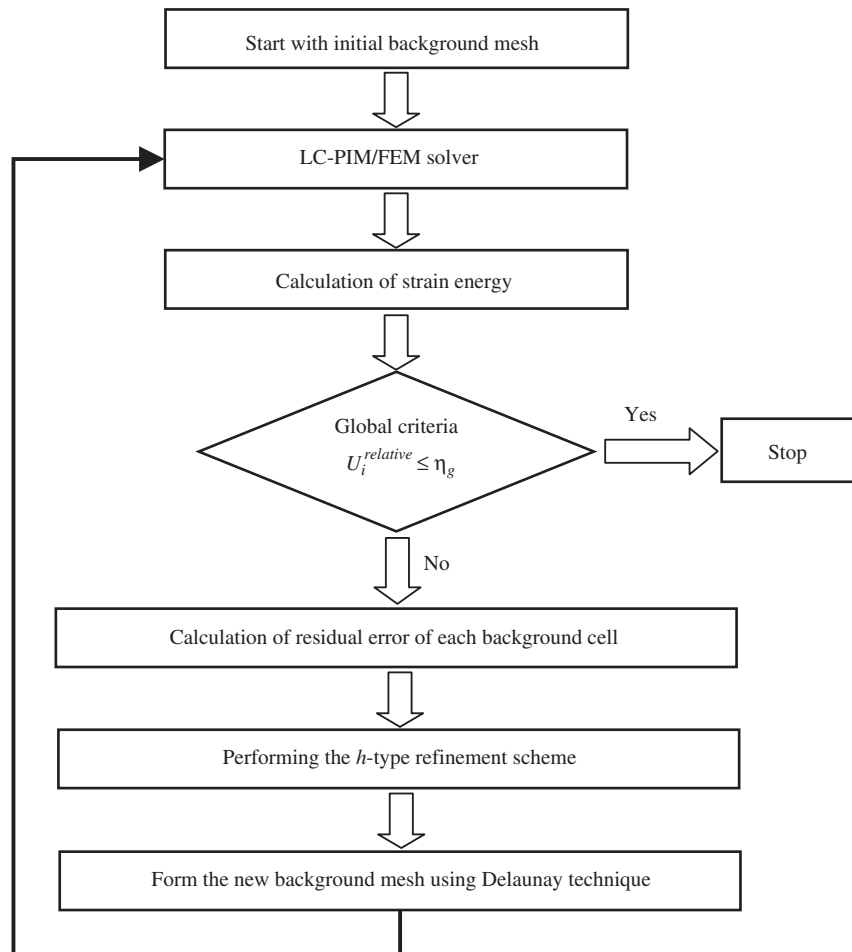 Start with initial background mesh
LC-PIM/FEM solver
Calculation of strain energy
Global criteria
$U_i^{relative} \leq \eta_g$
Yes
Stop
No
Calculation of residual error of each background cell
Performing the h-type refinement scheme
Form the new background mesh using Delaunay technique